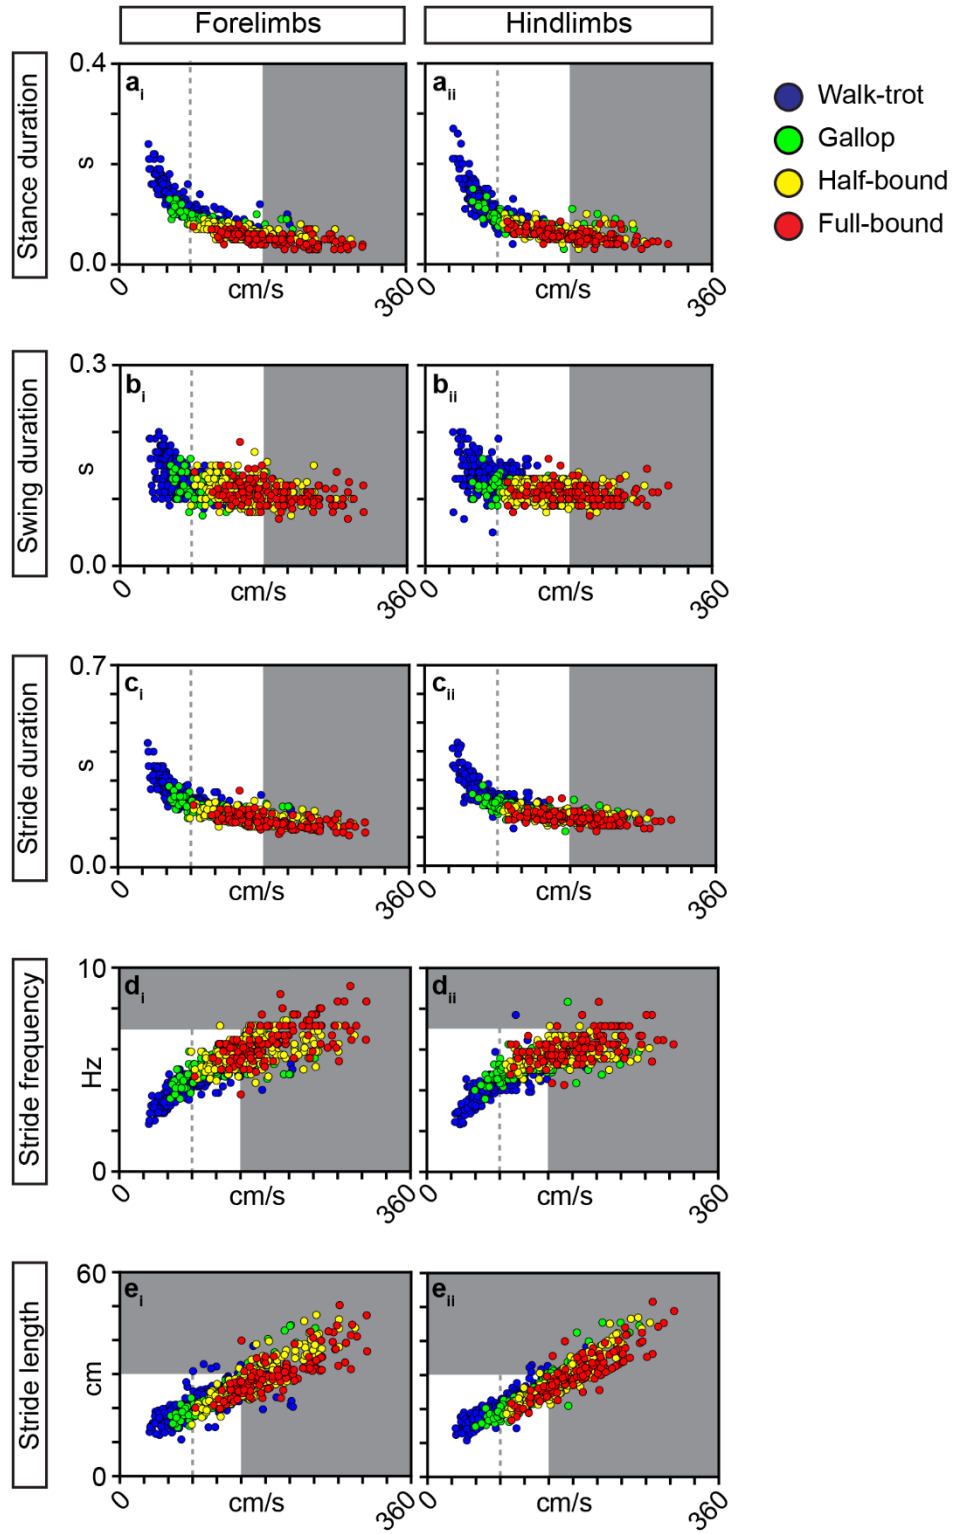 Forelimbs Hindlimbs
Stance duration
s
0.4
0.0
ai
aii
0 cm/s 360
0 cm/s 360
Walk-trot
Gallop
Half-bound
Full-bound
Swing duration
s
0.3
0.0
bi
bii
0 cm/s 360
0 cm/s 360
Stride duration
s
0.7
0.0
ci
cii
0 cm/s 360
0 cm/s 360
Stride frequency
Hz
10
0
di
dii
0 cm/s 360
0 cm/s 360
Stride length
cm
60
0
ei
eii
0 cm/s 360
0 cm/s 360